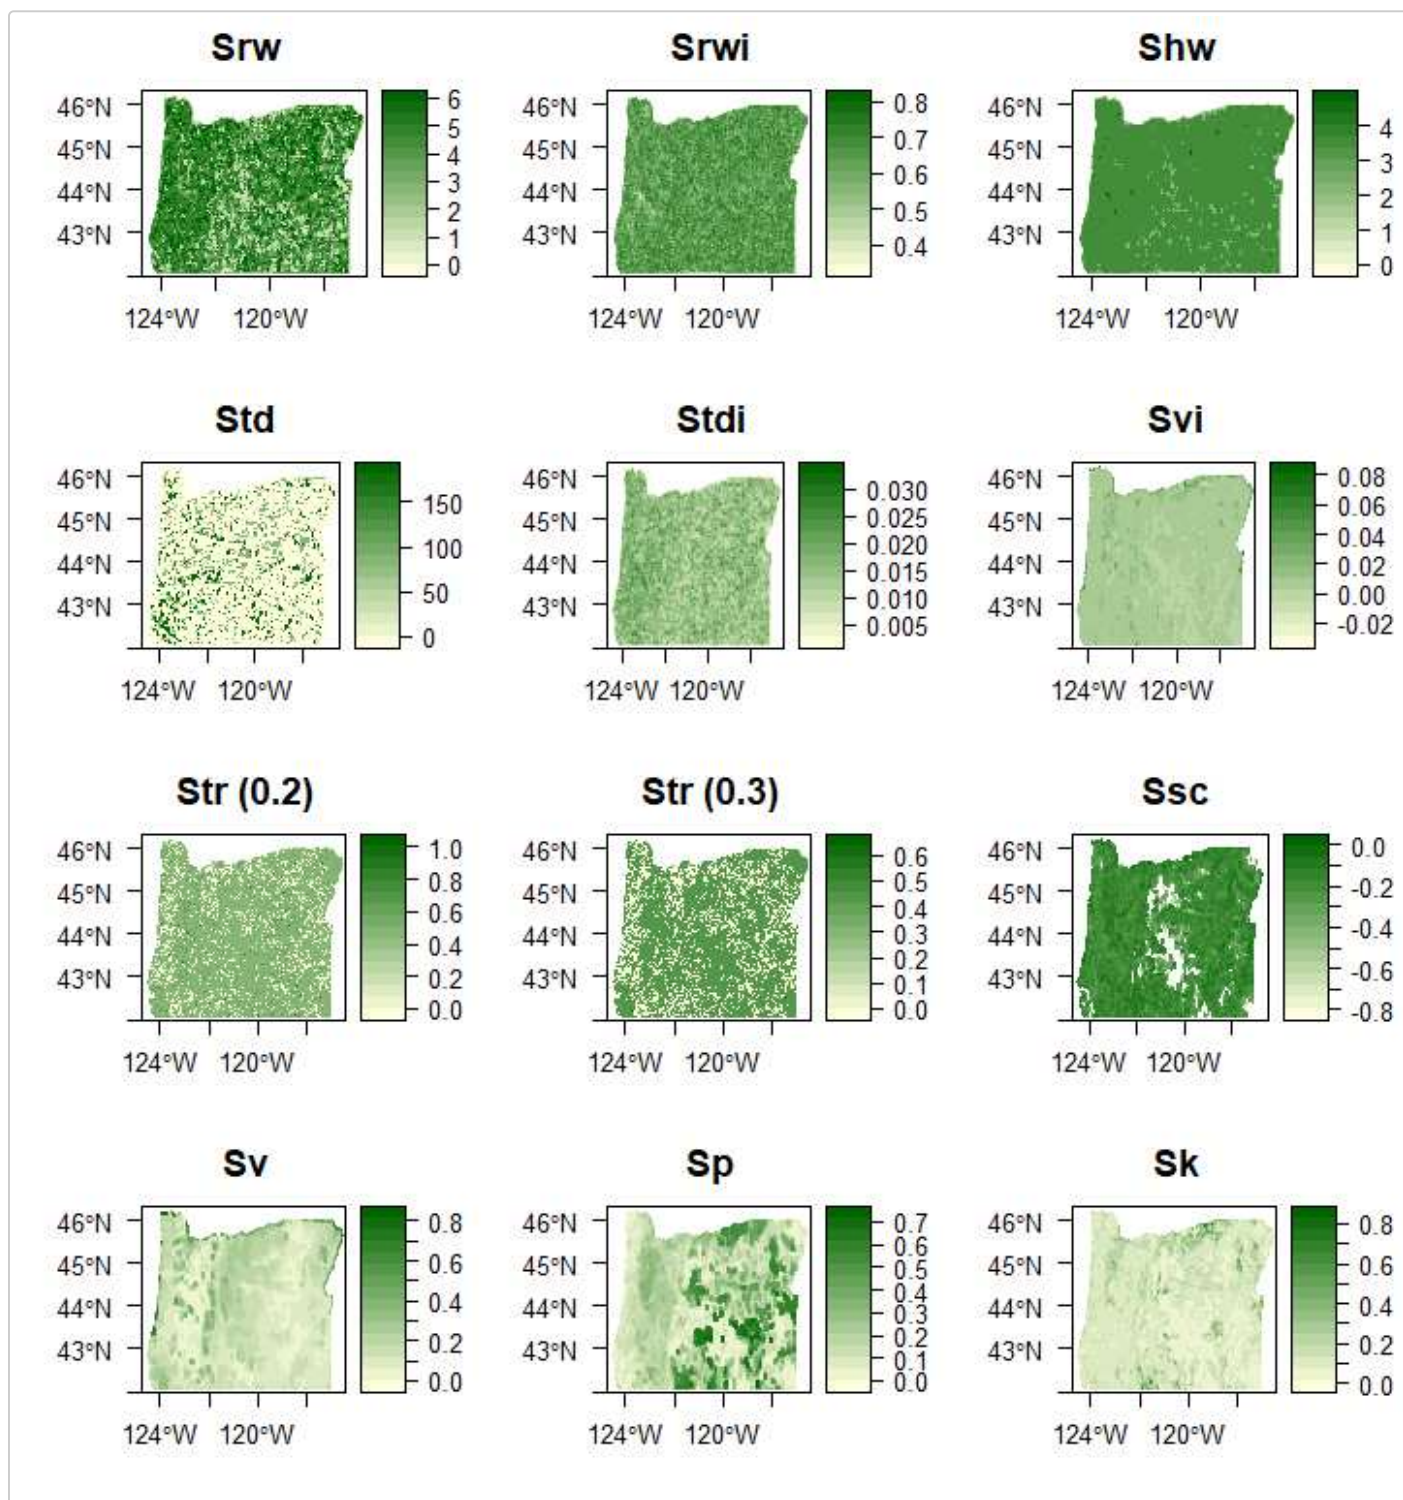 Srw Srwi Shw
46°N 6 46°N 0.8 46°N
5 4
45°N 4 45°N 0.7 45°N 3
44°N 3 44°N 0.6 44°N 2
2 0.5 1
43°N 1 43°N 0.4 43°N
0 0
124°W 120°W 124°W 120°W 124°W 120°W
Std Stdi Svi
46°N 46°N 0.030 46°N 0.08
150 0.025 0.06
45°N 45°N 0.020 45°N 0.04
100
44°N 44°N 0.015 44°N 0.02
50 0.010 0.00
43°N 43°N 43°N
0 0.005 -0.02
124°W 120°W 124°W 120°W 124°W 120°W
Str (0.2) Str (0.3) Ssc
46°N 1.0 46°N 0.6 46°N 0.0
0.8 0.5 -0.2
45°N 0.6 45°N 0.4 45°N
44°N 0.4 44°N 0.3 44°N -0.4
0.2 0.2 -0.6
43°N 43°N 0.1 43°N
0.0 0.0 -0.8
124°W 120°W 124°W 120°W 124°W 120°W
Sv Sp Sk
46°N 0.8 46°N 0.7 46°N 0.8
0.6 0.6
45°N 0.6 45°N 0.5 45°N 0.6
0.4
44°N 0.4 44°N 0.3 44°N 0.4
0.2 0.2 0.2
43°N 43°N 0.1 43°N
0.0 0.0 0.0
124°W 120°W 124°W 120°W 124°W 120°W